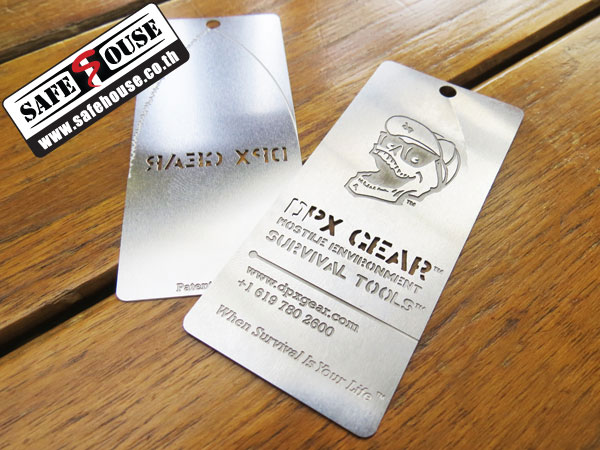 SAFE HOUSE
www.safehouse.co.th
DPX GEAR
Patent
DPX GEAR™
HOSTILE ENVIRONMENT
SURVIVAL TOOLS™
www.dpxgear.com
+1 619 780 2600
When Survival Is Your Life™